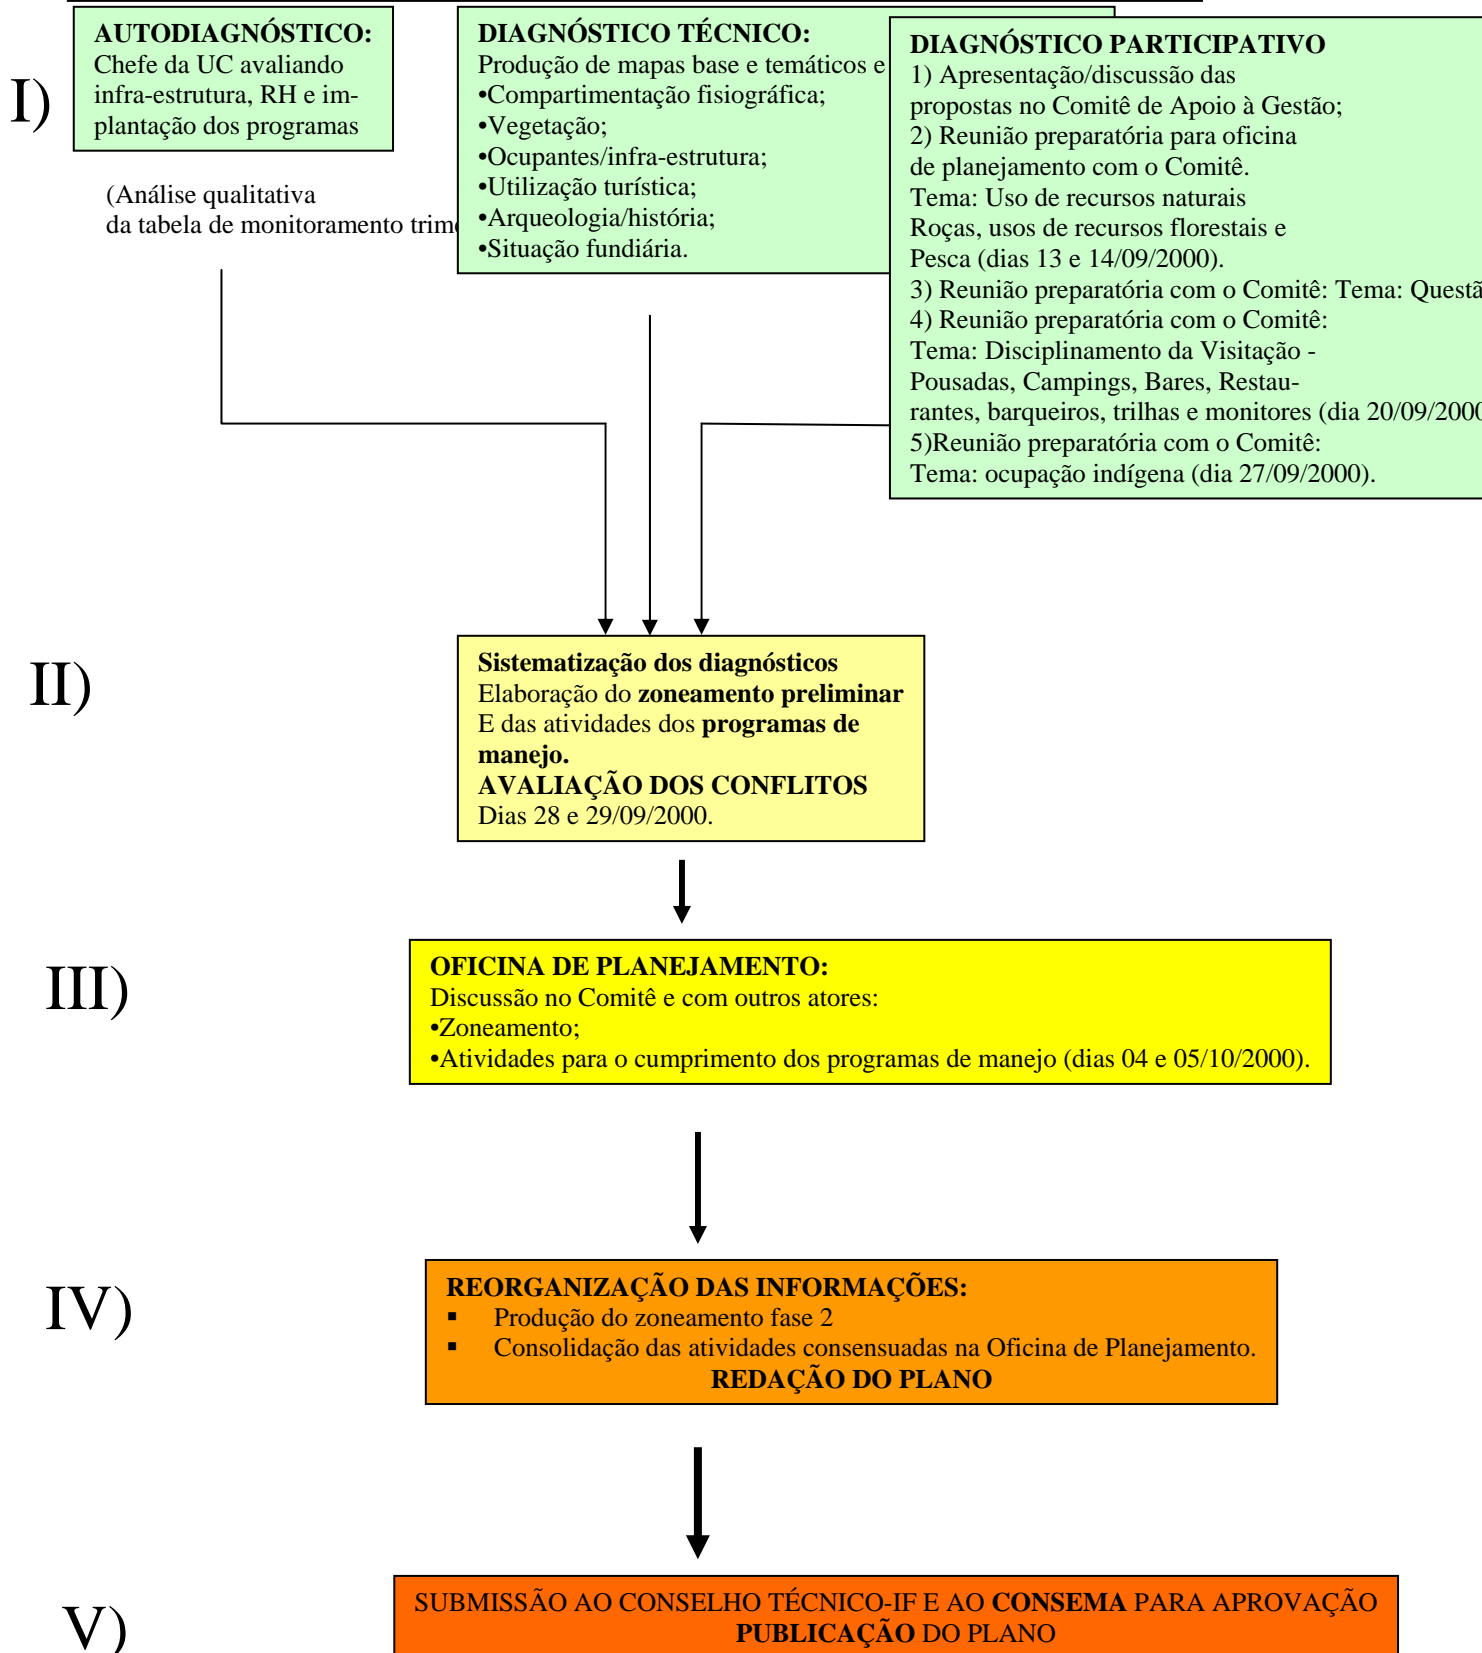 I)
AUTODIAGNÓSTICO:
Chefe da UC avaliando
infra-estrutura, RH e im-
plantação dos programas
(Análise qualitativa
da tabela de monitoramento
DIAGNÓSTICO TÉCNICO:
Produção de mapas base e temáticos e
•Compartimentação fisiográfica;
•Vegetação;
•Ocupantes/infra-estrutura;
•Utilização turística;
•Arqueologia/história;
•Situação fundiária.
DIAGNÓSTICO PARTICIPATIVO
1) Apresentação/discussão das
propostas no Comitê de Apoio à Gestão;
2) Reunião preparatória para oficina
de planejamento com o Comitê.
Tema: Uso de recursos naturais
Roças, usos de recursos florestais e
Pesca (dias 13 e 14/09/2000).
3) Reunião preparatória com o Comitê: Tema:
4) Reunião preparatória com o Comitê:
Tema: Disciplinamento da Visitação -
Pousadas, Campings, Bares, Restau-
rantes, barqueiros, trilhas e monitores (dia 20/09/2000
5)Reunião preparatória com o Comitê:
Tema: ocupação indígena (dia 27/09/2000).
II)
Sistematização dos diagnósticos
Elaboração do zoneamento preliminar
E das atividades dos programas de
manejo.
AVALIAÇÃO DOS CONFLITOS
Dias 28 e 29/09/2000.
III)
OFICINA DE PLANEJAMENTO:
Discussão no Comitê e com outros atores:
•Zoneamento;
•Atividades para o cumprimento dos programas de manejo (dias 04 e 05/10/2000).
IV)
REORGANIZAÇÃO DAS INFORMAÇÕES:
▪ Produção do zoneamento fase 2
▪ Consolidação das atividades consensuadas na Oficina de Planejamento.
REDAÇÃO DO PLANO
V)
SUBMISSÃO AO CONSELHO TÉCNICO-IF E AO CONSEMA PARA APROVAÇÃO
PUBLICAÇÃO DO PLANO